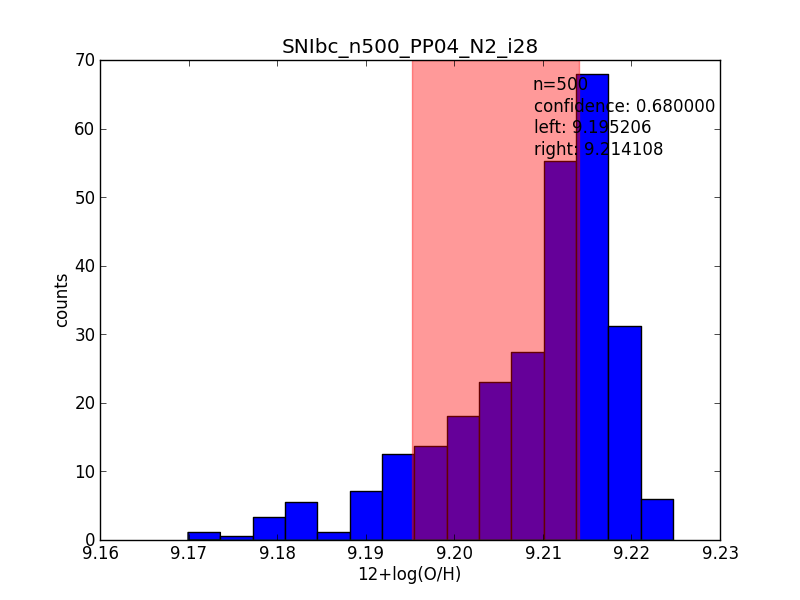 SNIbc_n500_PP04_N2_i28
70
60
50
40
30
20
10
0
counts
n=500
confidence: 0.680000
left: 9.195206
right: 9.214108
9.16 9.17 9.18 9.19 9.20 9.21 9.22 9.23
12+log(O/H)